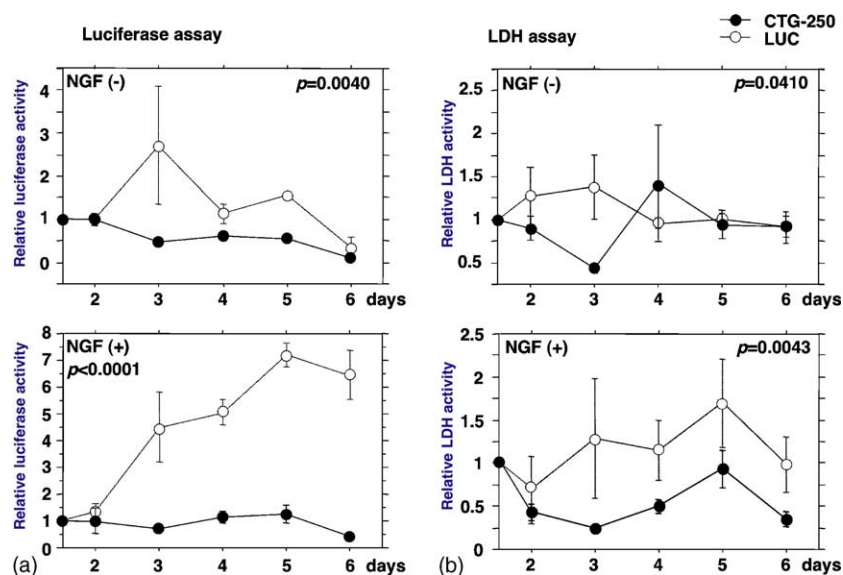 Luciferase assay
LDH assay
CTG-250
LUC
NGF (-)
p=0.0040
Relative luciferase activity
4
3
2
1
0
2 3 4 5 6 days
NGF (-)
p=0.0410
Relative LDH activity
2.5
2
1.5
1
0.5
2 3 4 5 6 days
NGF (+)
p<0.0001
Relative luciferase activity
8
7
6
5
4
3
2
1
0
2 3 4 5 6 days
(a)
NGF (+)
p=0.0043
Relative LDH activity
2.5
2
1.5
1
0.5
0
2 3 4 5 6 days
(b)